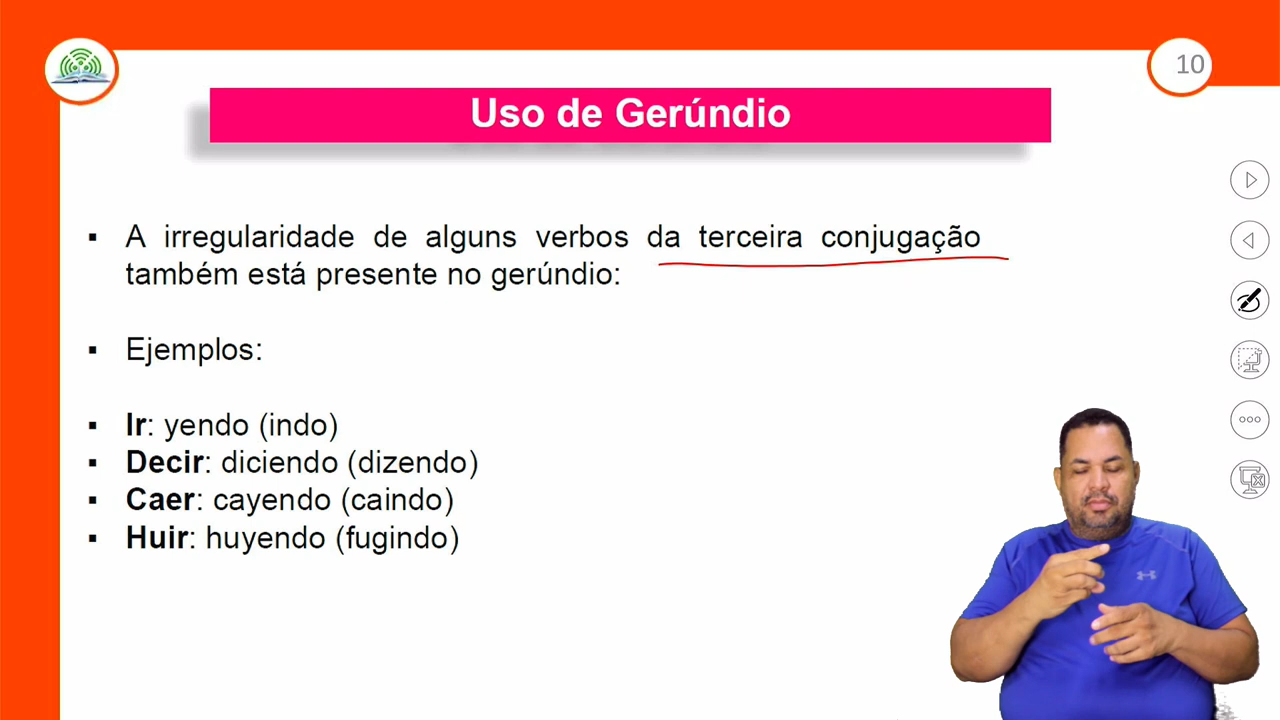 10
Uso de Gerúndio
▪ A irregularidade de alguns verbos da terceira conjugação
também está presente no gerúndio:
▪ Ejemplos:
▪ Ir: yendo (indo)
▪ Decir: diciendo (dizendo)
▪ Caer: cayendo (caindo)
▪ Huir: huyendo (fugindo)